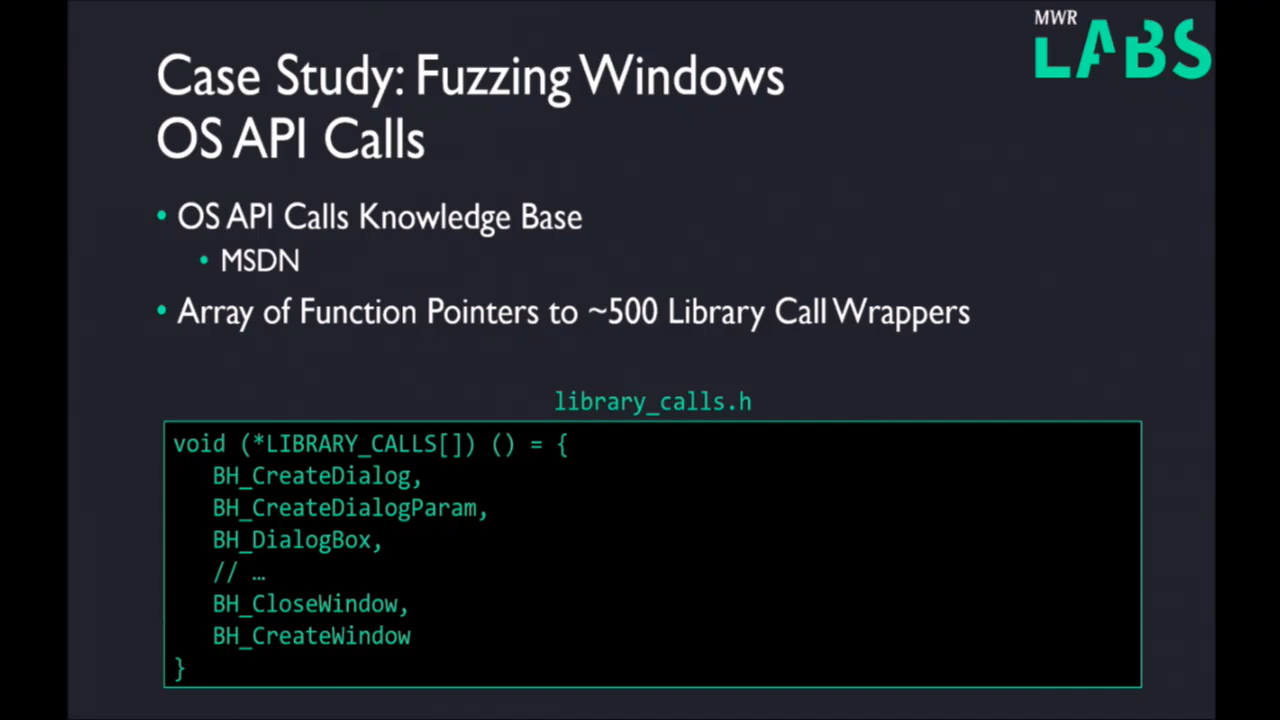 MWR
LABS
Case Study: Fuzzing Windows
OS API Calls
• OS API Calls Knowledge Base
• MSDN
• Array of Function Pointers to ~500 Library Call Wrappers
library_calls.h
void (*LIBRARY_CALLS[]) () = {
BH_CreateDialog,
BH_CreateDialogParam,
BH_DialogBox,
// …
BH_CloseWindow,
BH_CreateWindow
}